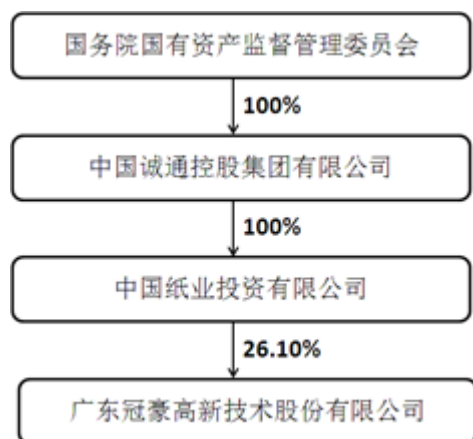 国务院国有资产监督管理委员会
100%
中国诚通控股集团有限公司
100%
中国纸业投资有限公司
26.10%
广东冠豪高新技术股份有限公司